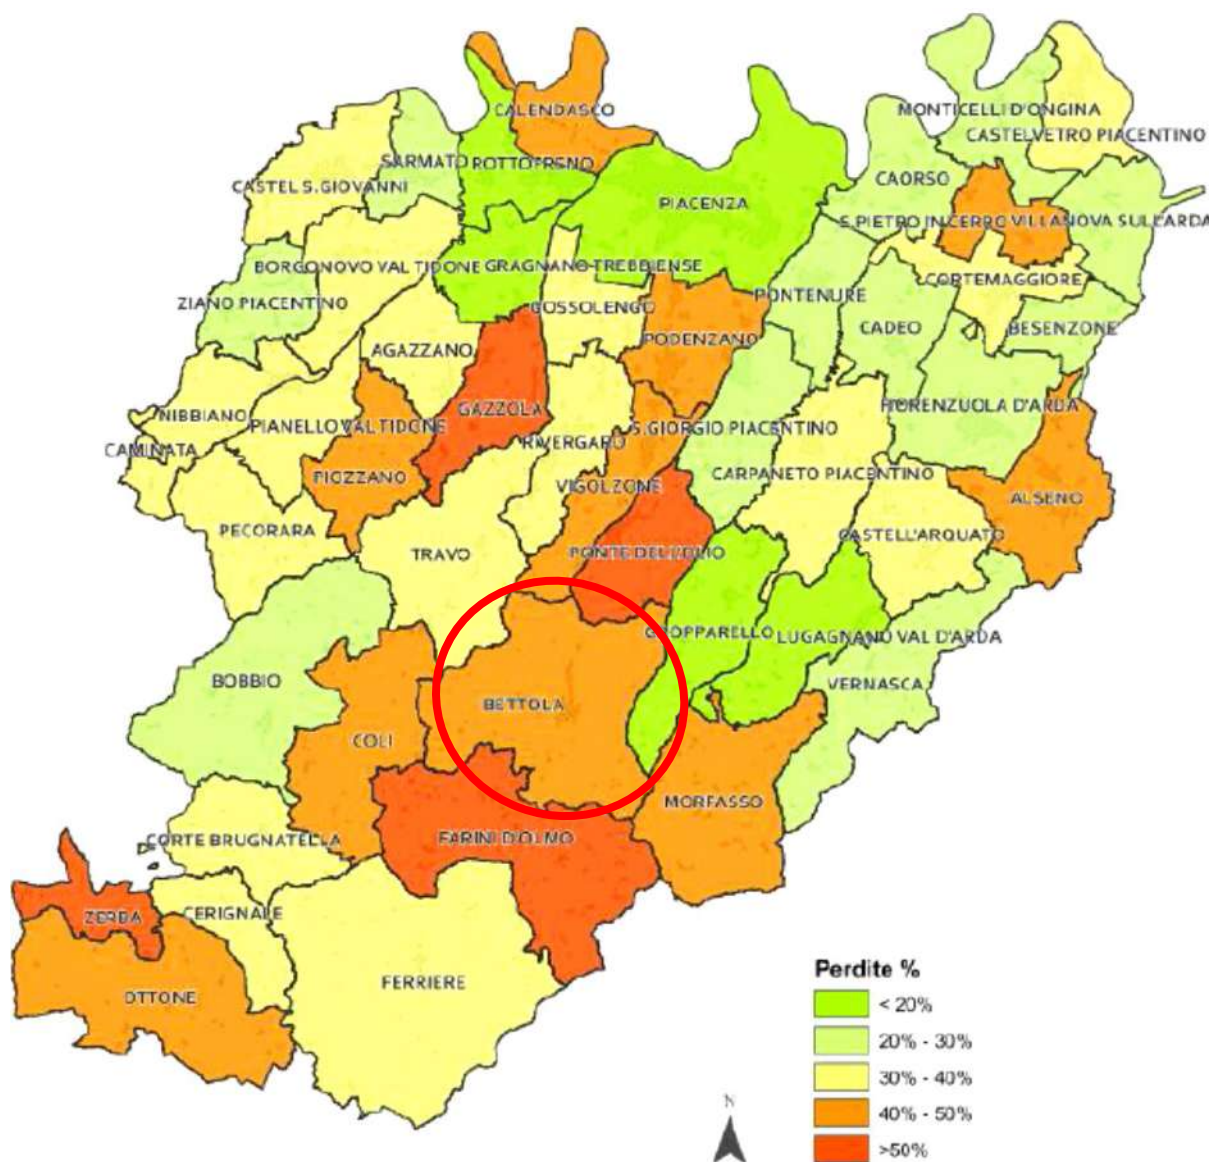 CALENDASCO
MONTICELLI D'ONGINA
CASTELVETRO PIACENTINO
SARMATO
ROTTOFRENO
CASTEL S.GIOVANNI
CAORSO
PIACENZA
S.PIETRO IN CERRO
VILLANOVA SULL'ARDA
BORGONOVO VAL TIDONE
GRAGNANO TREBBIENSE
CORTEMAGGIORE
ZIANO PIACENTINO
PONTENURE
GOSSOLENGO
CADEO
BESENZONE
PODENZANO
AGAZZANO
GAZZOLA
FIORENZUOLA D'ARDA
NIBBIANO
PIANELLO VAL TIDONE
S.GIORGIO PIACENTINO
RIVERGARO
CAMINATA
CARPANETO PIACENTINO
PIOZZANO
VIGOLZONE
ALSENO
PECORARA
CASTELL'ARQUATO
TRAVO
PONTE DELL'OLIO
GROPPARELLO
LUGAGNANO VAL D'ARDA
BOBBIO
VERNASCA
BETTOLA
COLI
MORFASSO
CORTE BRUGNATELLA
FARINI D'OLMO
ZERBA
CERIGNALE
FERRIERE
OTTONE
Perdite %
< 20%
20% - 30%
30% - 40%
40% - 50%
>50%
N